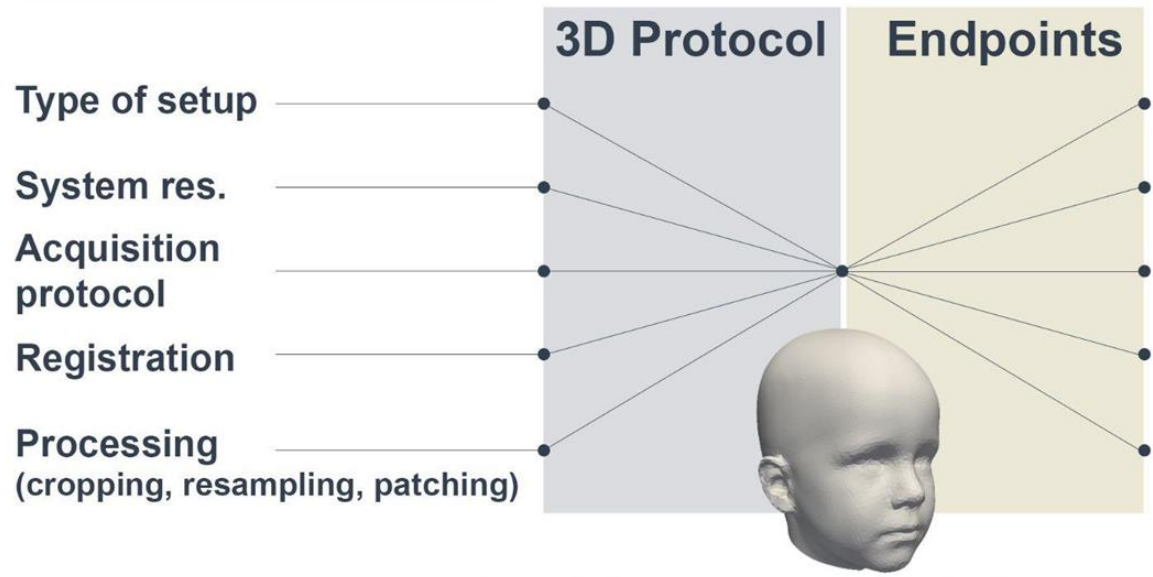 3D Protocol
Endpoints
Type of setup
System res.
Acquisition
protocol
Registration
Processing
(cropping, resampling, patching)